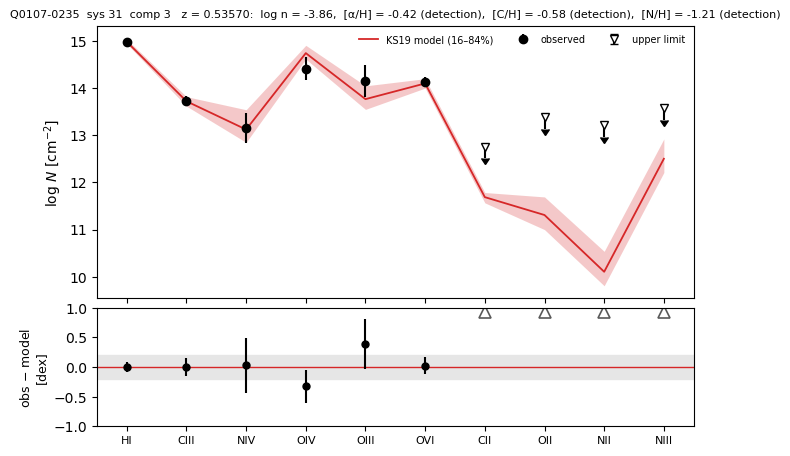 Q0107-0235  sys 31  comp 3   z = 0.53570:  log n = -3.86,  [α/H] = -0.42 (detection),  [C/H] = -0.58 (detection),  [N/H] = -1.21 (detection)
KS19 model (16–84%)
observed
upper limit
log N [cm⁻²]
15
14
13
12
11
10
obs − model
[dex]
1.0
0.5
0.0
−0.5
−1.0
HI
CIII
NIV
OIV
OIII
OVI
CII
OII
NII
NIII